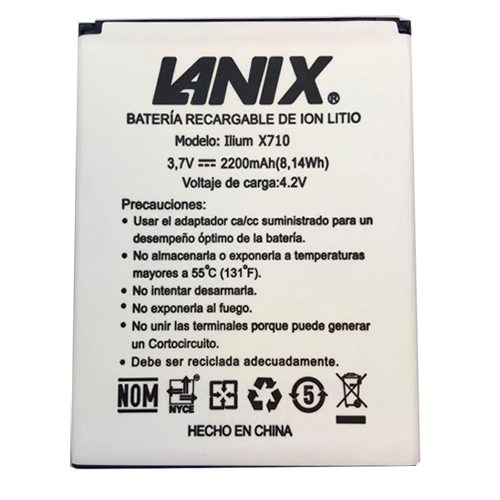 LANIX®
BATERÍA RECARGABLE DE ION LITIO
Modelo: Ilium X710
3,7V ⎓ 2200mAh(8,14Wh)
Voltaje de carga:4.2V
Precauciones:
• Usar el adaptador ca/cc suministrado para un
desempeño óptimo de la batería.
• No almacenarla o exponerla a temperaturas
mayores a 55°C (131°F).
• No intentar desarmarla.
• No exponerla al fuego.
• No unir las terminales porque puede generar
un Cortocircuito.
• Debe ser reciclada adecuadamente.
NOM NYCE 5
HECHO EN CHINA